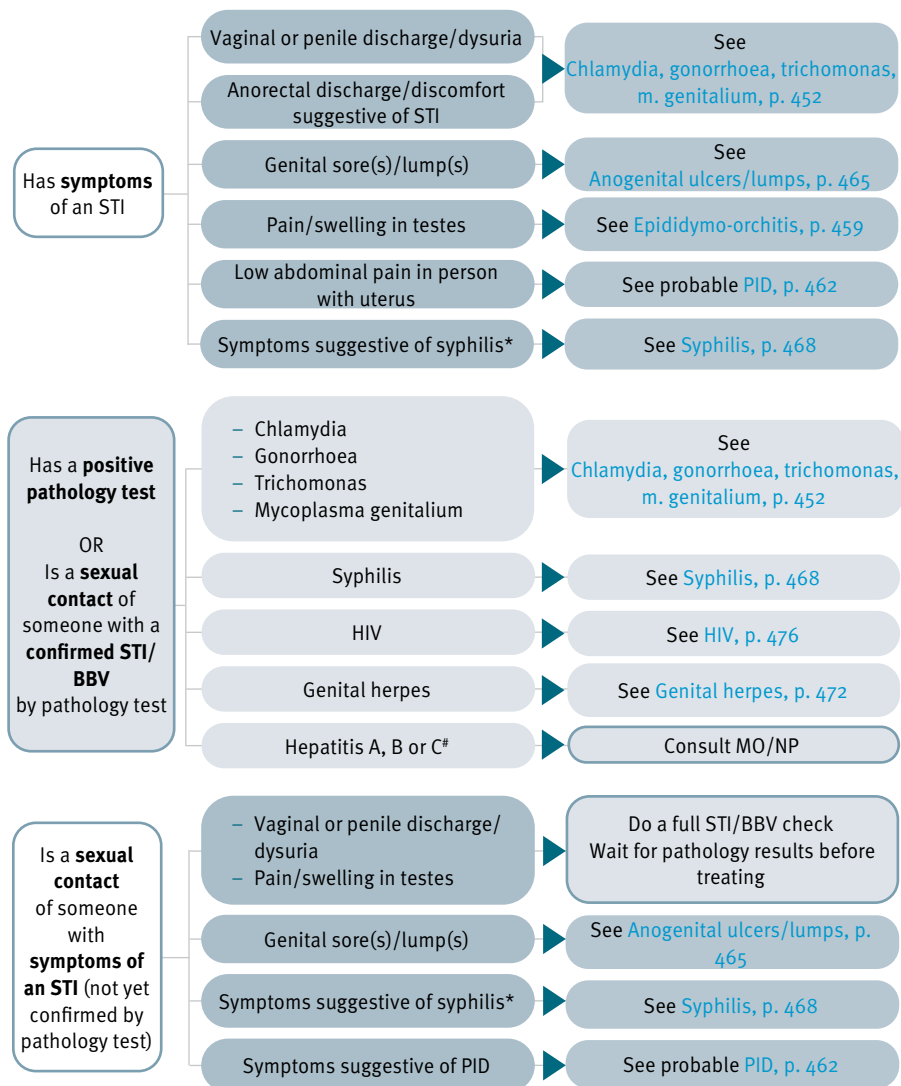 Has symptoms
of an STI
Vaginal or penile discharge/dysuria
Anorectal discharge/discomfort
suggestive of STI
See
Chlamydia, gonorrhoea, trichomonas,
m. genitalium, p. 452
Genital sore(s)/lump(s)
See
Anogenital ulcers/lumps, p. 465
Pain/swelling in testes
See Epididymo-orchitis, p. 459
Low abdominal pain in person
with uterus
See probable PID, p. 462
Symptoms suggestive of syphilis*
See Syphilis, p. 468
Has a positive
pathology test
OR
Is a sexual
contact of
someone with a
confirmed STI/
BBV
by pathology test
– Chlamydia
– Gonorrhoea
– Trichomonas
– Mycoplasma genitalium
See
Chlamydia, gonorrhoea, trichomonas,
m. genitalium, p. 452
Syphilis
See Syphilis, p. 468
HIV
See HIV, p. 476
Genital herpes
See Genital herpes, p. 472
Hepatitis A, B or C#
Consult MO/NP
Is a sexual
contact
of someone
with
symptoms of
an STI (not yet
confirmed by
pathology test)
– Vaginal or penile discharge/
dysuria
– Pain/swelling in testes
Do a full STI/BBV check
Wait for pathology results before
treating
Genital sore(s)/lump(s)
See Anogenital ulcers/lumps, p.
465
Symptoms suggestive of syphilis*
See Syphilis, p. 468
Symptoms suggestive of PID
See probable PID, p. 462